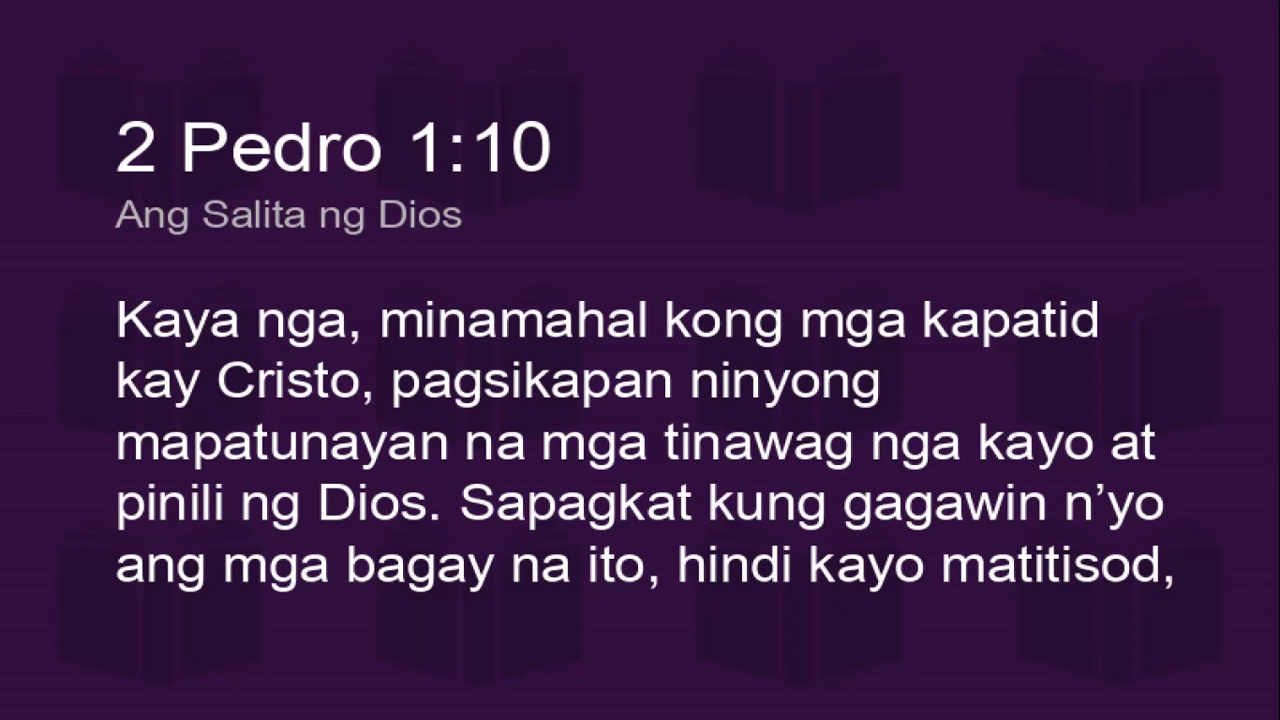 2 Pedro 1:10
Ang Salita ng Dios
Kaya nga, minamahal kong mga kapatid
kay Cristo, pagsikapan ninyong
mapatunayan na mga tinawag nga kayo at
pinili ng Dios. Sapagkat kung gagawin n’yo
ang mga bagay na ito, hindi kayo matitisod,